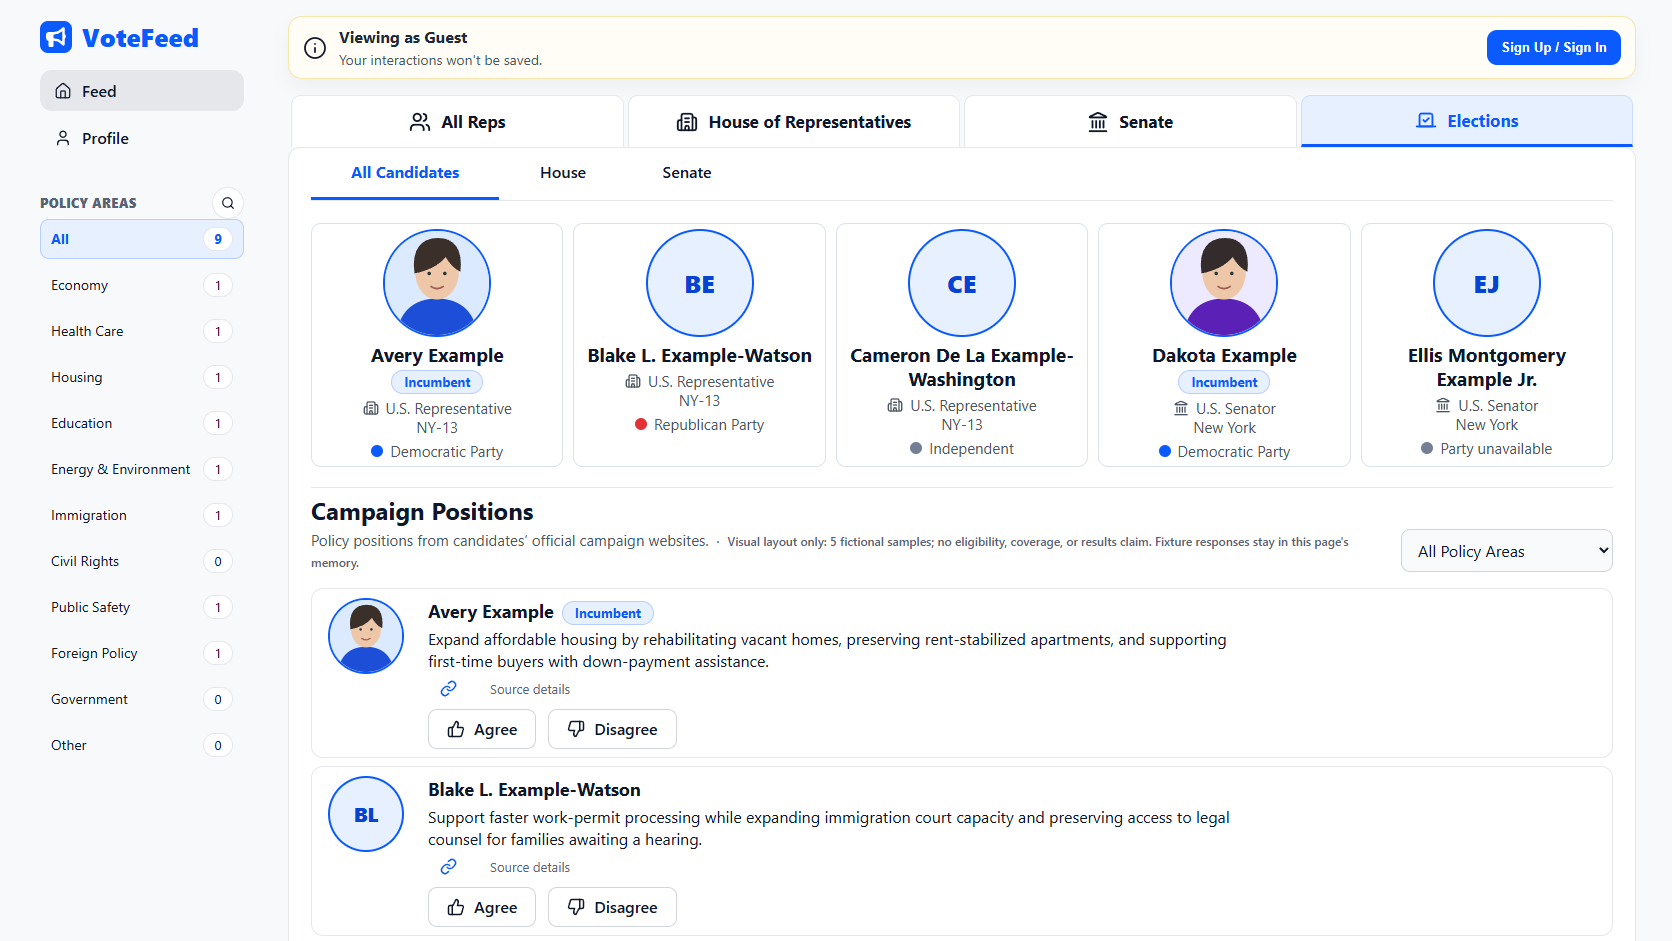 VoteFeed
Feed
Profile
POLICY AREAS
All 9
Economy 1
Health Care 1
Housing 1
Education 1
Energy & Environment 1
Immigration 1
Civil Rights 0
Public Safety 1
Foreign Policy 1
Government 0
Other 0
Viewing as Guest
Your interactions won't be saved.
Sign Up / Sign In
All Reps
House of Representatives
Senate
Elections
All Candidates
House
Senate
Avery Example
Incumbent
U.S. Representative
NY-13
Democratic Party
BE
Blake L. Example-Watson
U.S. Representative
NY-13
Republican Party
CE
Cameron De La Example-
Washington
U.S. Representative
NY-13
Independent
Dakota Example
Incumbent
U.S. Senator
New York
Democratic Party
EJ
Ellis Montgomery
Example Jr.
U.S. Senator
New York
Party unavailable
Campaign Positions
Policy positions from candidates' official campaign websites. · Visual layout only: 5 fictional samples; no eligibility, coverage, or results claim. Fixture responses stay in this page's
memory.
All Policy Areas
Avery Example Incumbent
Expand affordable housing by rehabilitating vacant homes, preserving rent-stabilized apartments, and supporting
first-time buyers with down-payment assistance.
Source details
Agree
Disagree
BL
Blake L. Example-Watson
Support faster work-permit processing while expanding immigration court capacity and preserving access to legal
counsel for families awaiting a hearing.
Source details
Agree
Disagree